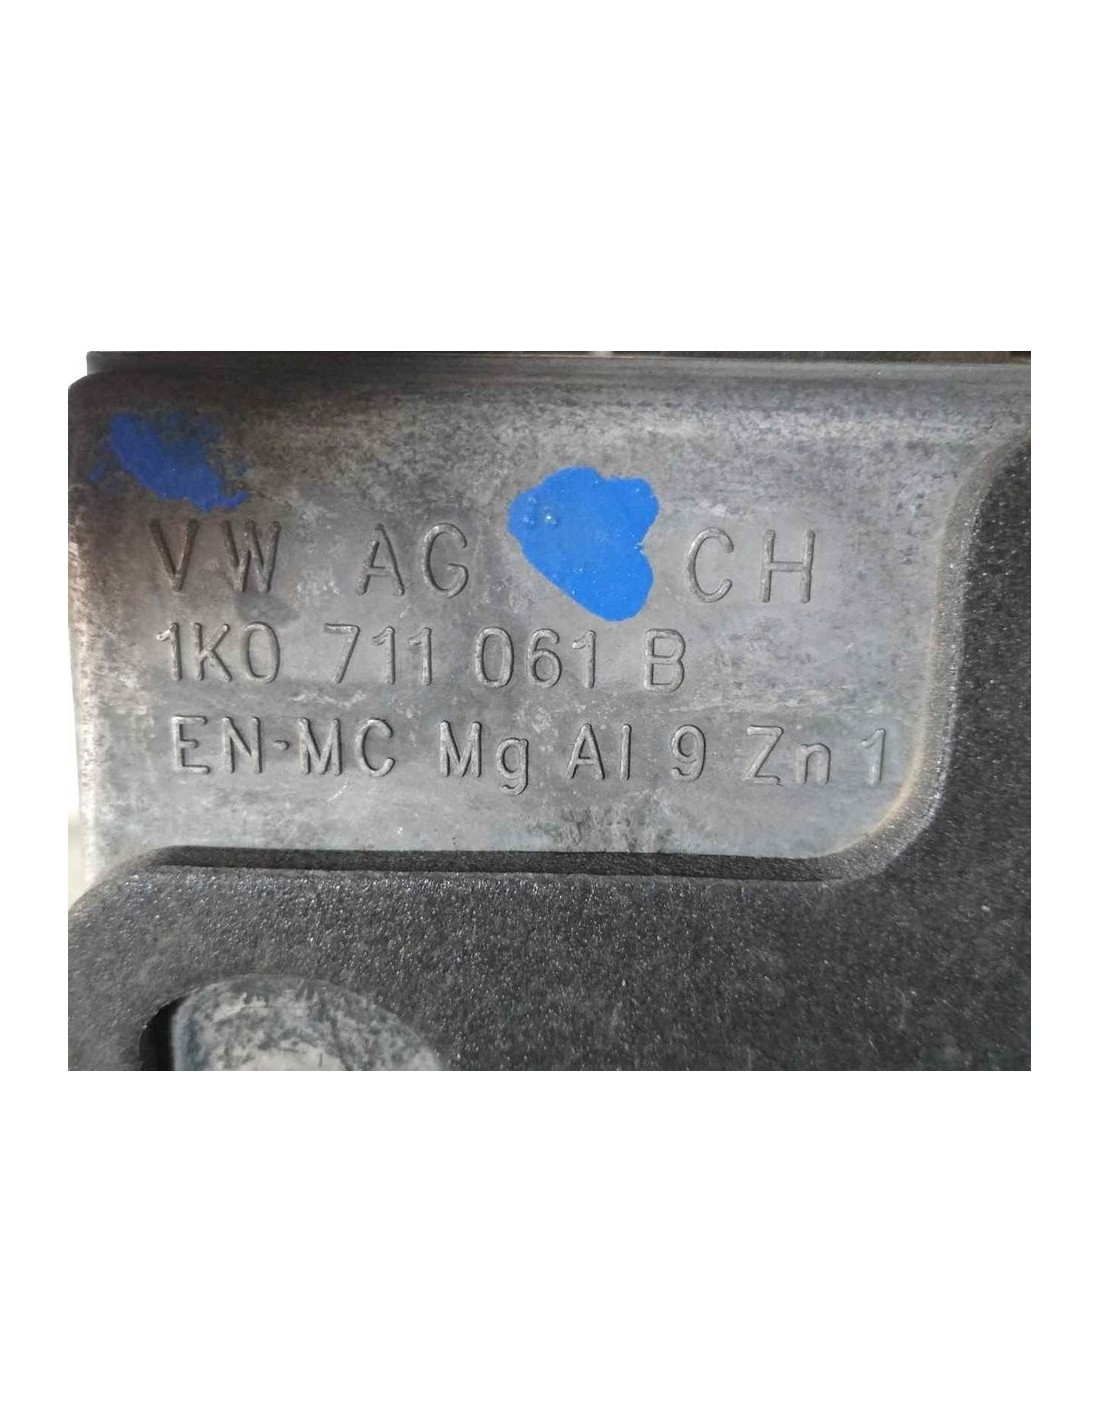 VW AG CH
1K0 711 061 B
EN-MC Mg Al 9 Zn 1